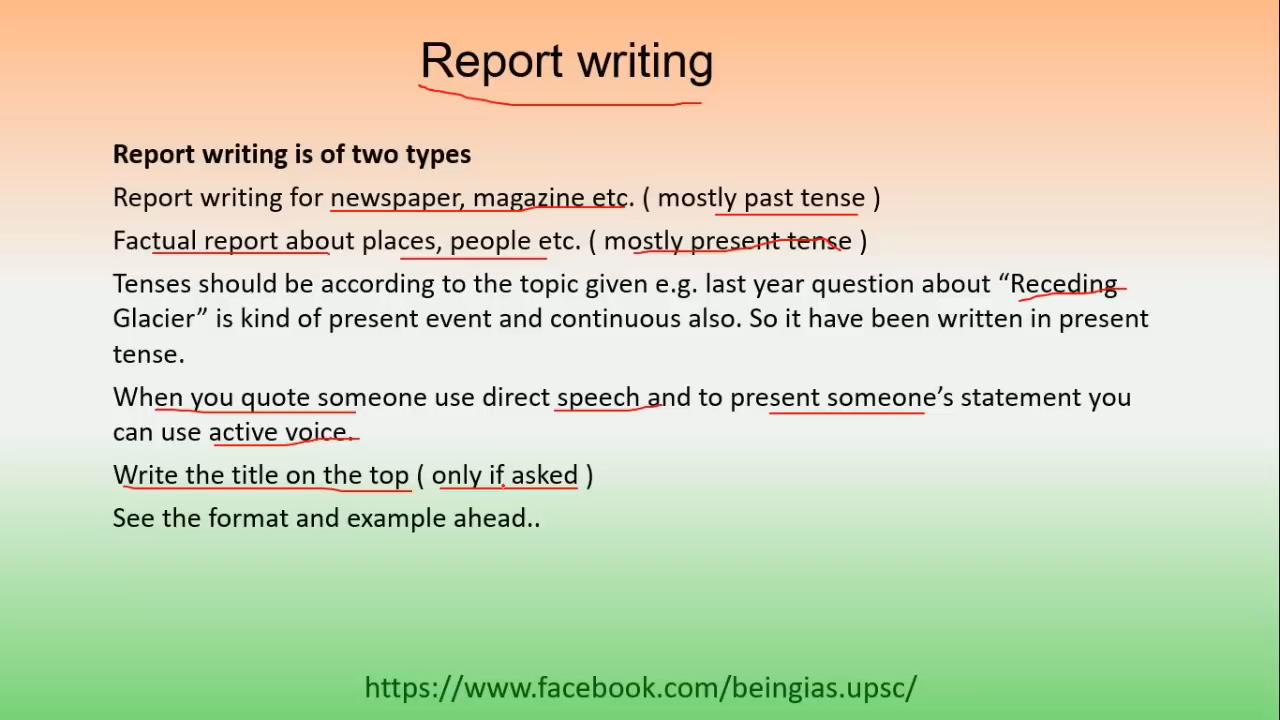 Report writing
Report writing is of two types
Report writing for newspaper, magazine etc. ( mostly past tense )
Factual report about places, people etc. ( mostly present tense )
Tenses should be according to the topic given e.g. last year question about “Receding
Glacier” is kind of present event and continuous also. So it have been written in present
tense.
When you quote someone use direct speech and to present someone’s statement you
can use active voice.
Write the title on the top ( only if asked )
See the format and example ahead..
https://www.facebook.com/beingias.upsc/